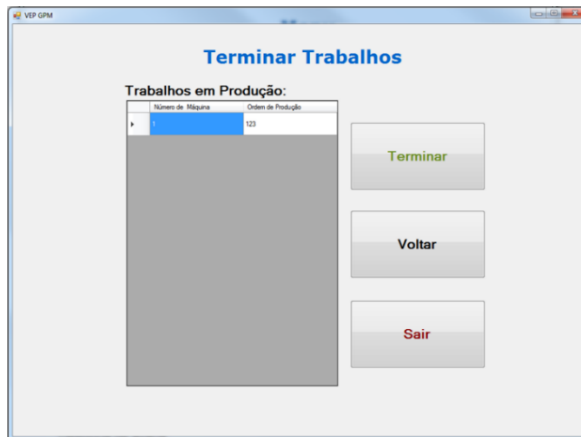 VEP GPM
Terminar Trabalhos
Trabalhos em Produção:
Número de Máquina Ordem de Produção
1 123
Terminar
Voltar
Sair